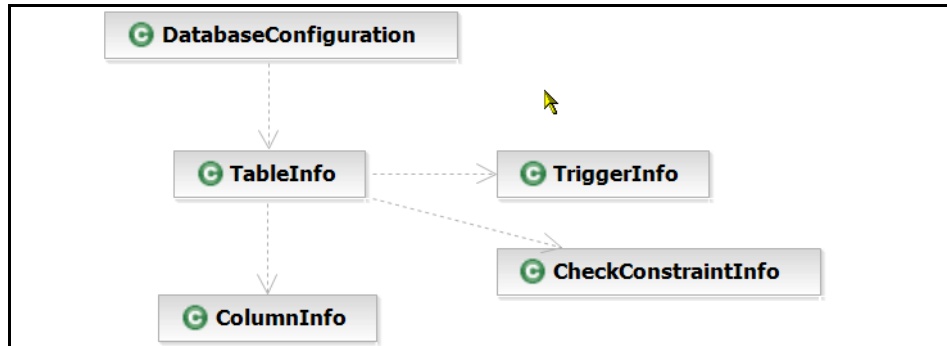 C DatabaseConfiguration
C TableInfo
C TriggerInfo
C CheckConstraintInfo
C ColumnInfo